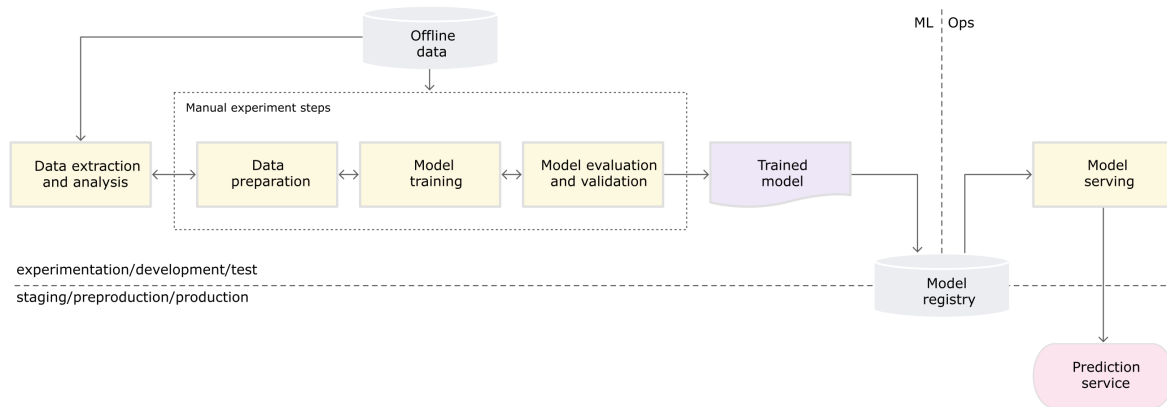 Offline
data
ML
Ops
Manual experiment steps
Data extraction
and analysis
Data
preparation
Model
training
Model evaluation
and validation
Trained
model
Model
serving
experimentation/development/test
staging/preproduction/production
Model
registry
Prediction
service